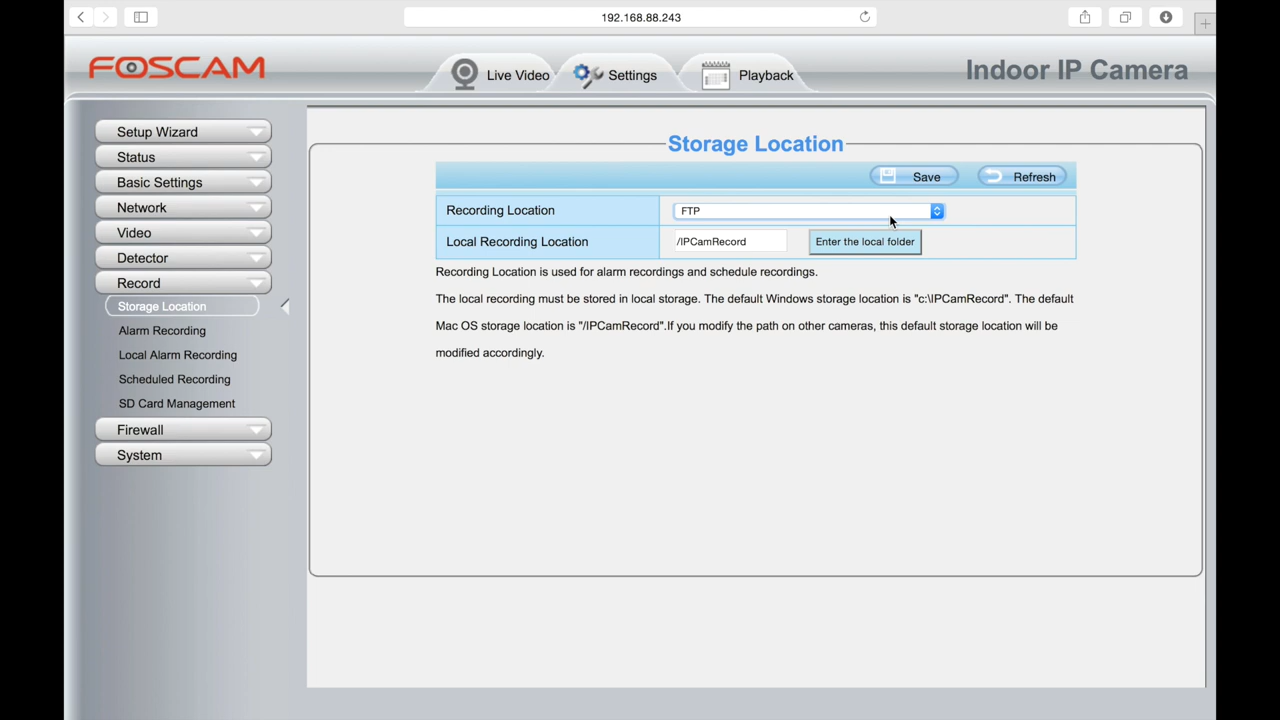 192.168.88.243
FOSCAM
Live Video
Settings
Playback
Indoor IP Camera
Setup Wizard
Status
Basic Settings
Network
Video
Detector
Record
Storage Location
Alarm Recording
Local Alarm Recording
Scheduled Recording
SD Card Management
Firewall
System
Storage Location
Save
Refresh
Recording Location
FTP
Local Recording Location
/IPCamRecord
Enter the local folder
Recording Location is used for alarm recordings and schedule recordings.
The local recording must be stored in local storage. The default Windows storage location is "c:\IPCamRecord". The default
Mac OS storage location is "/IPCamRecord".If you modify the path on other cameras, this default storage location will be
modified accordingly.